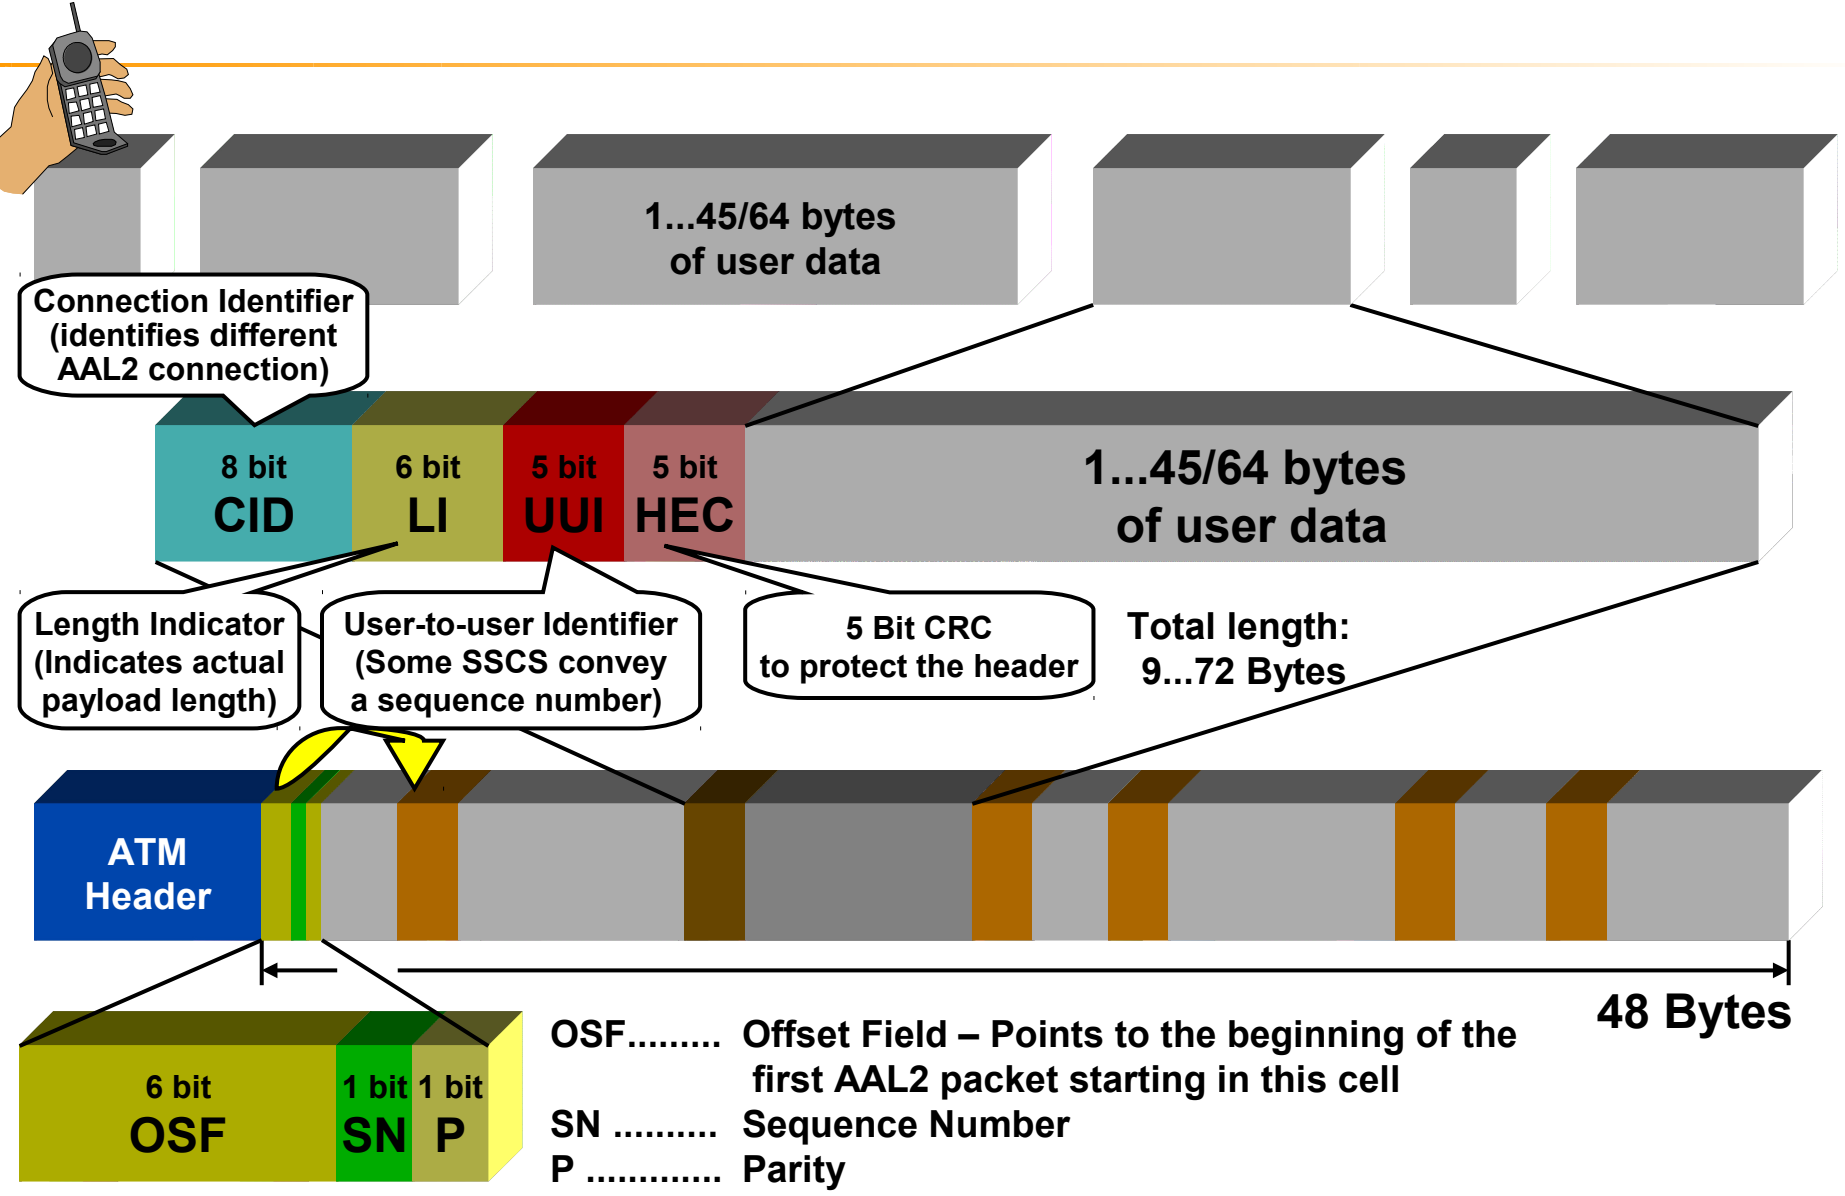 1...45/64 bytes
of user data
Connection Identifier
(identifies different
AAL2 connection)
8 bit
CID
6 bit
LI
5 bit
UUI
5 bit
HEC
1...45/64 bytes
of user data
Length Indicator
(Indicates actual
payload length)
User-to-user Identifier
(Some SSCS convey
a sequence number)
5 Bit CRC
to protect the header
Total length:
9...72 Bytes
ATM
Header
48 Bytes
6 bit
OSF
1 bit
SN
1 bit
P
OSF......... Offset Field – Points to the beginning of the
first AAL2 packet starting in this cell
SN .......... Sequence Number
P ............. Parity